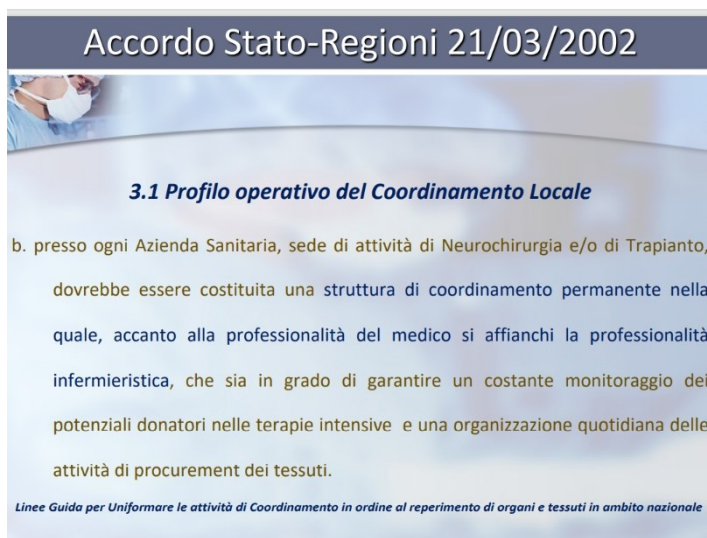 Accordo Stato-Regioni 21/03/2002
3.1 Profilo operativo del Coordinamento Locale
b. presso ogni Azienda Sanitaria, sede di attività di Neurochirurgia e/o di Trapianto,
dovrebbe essere costituita una struttura di coordinamento permanente nella
quale, accanto alla professionalità del medico si affianchi la professionalità
infermieristica, che sia in grado di garantire un costante monitoraggio dei
potenziali donatori nelle terapie intensive e una organizzazione quotidiana delle
attività di procurement dei tessuti.
Linee Guida per Uniformare le attività di Coordinamento in ordine al reperimento di organi e tessuti in ambito nazionale